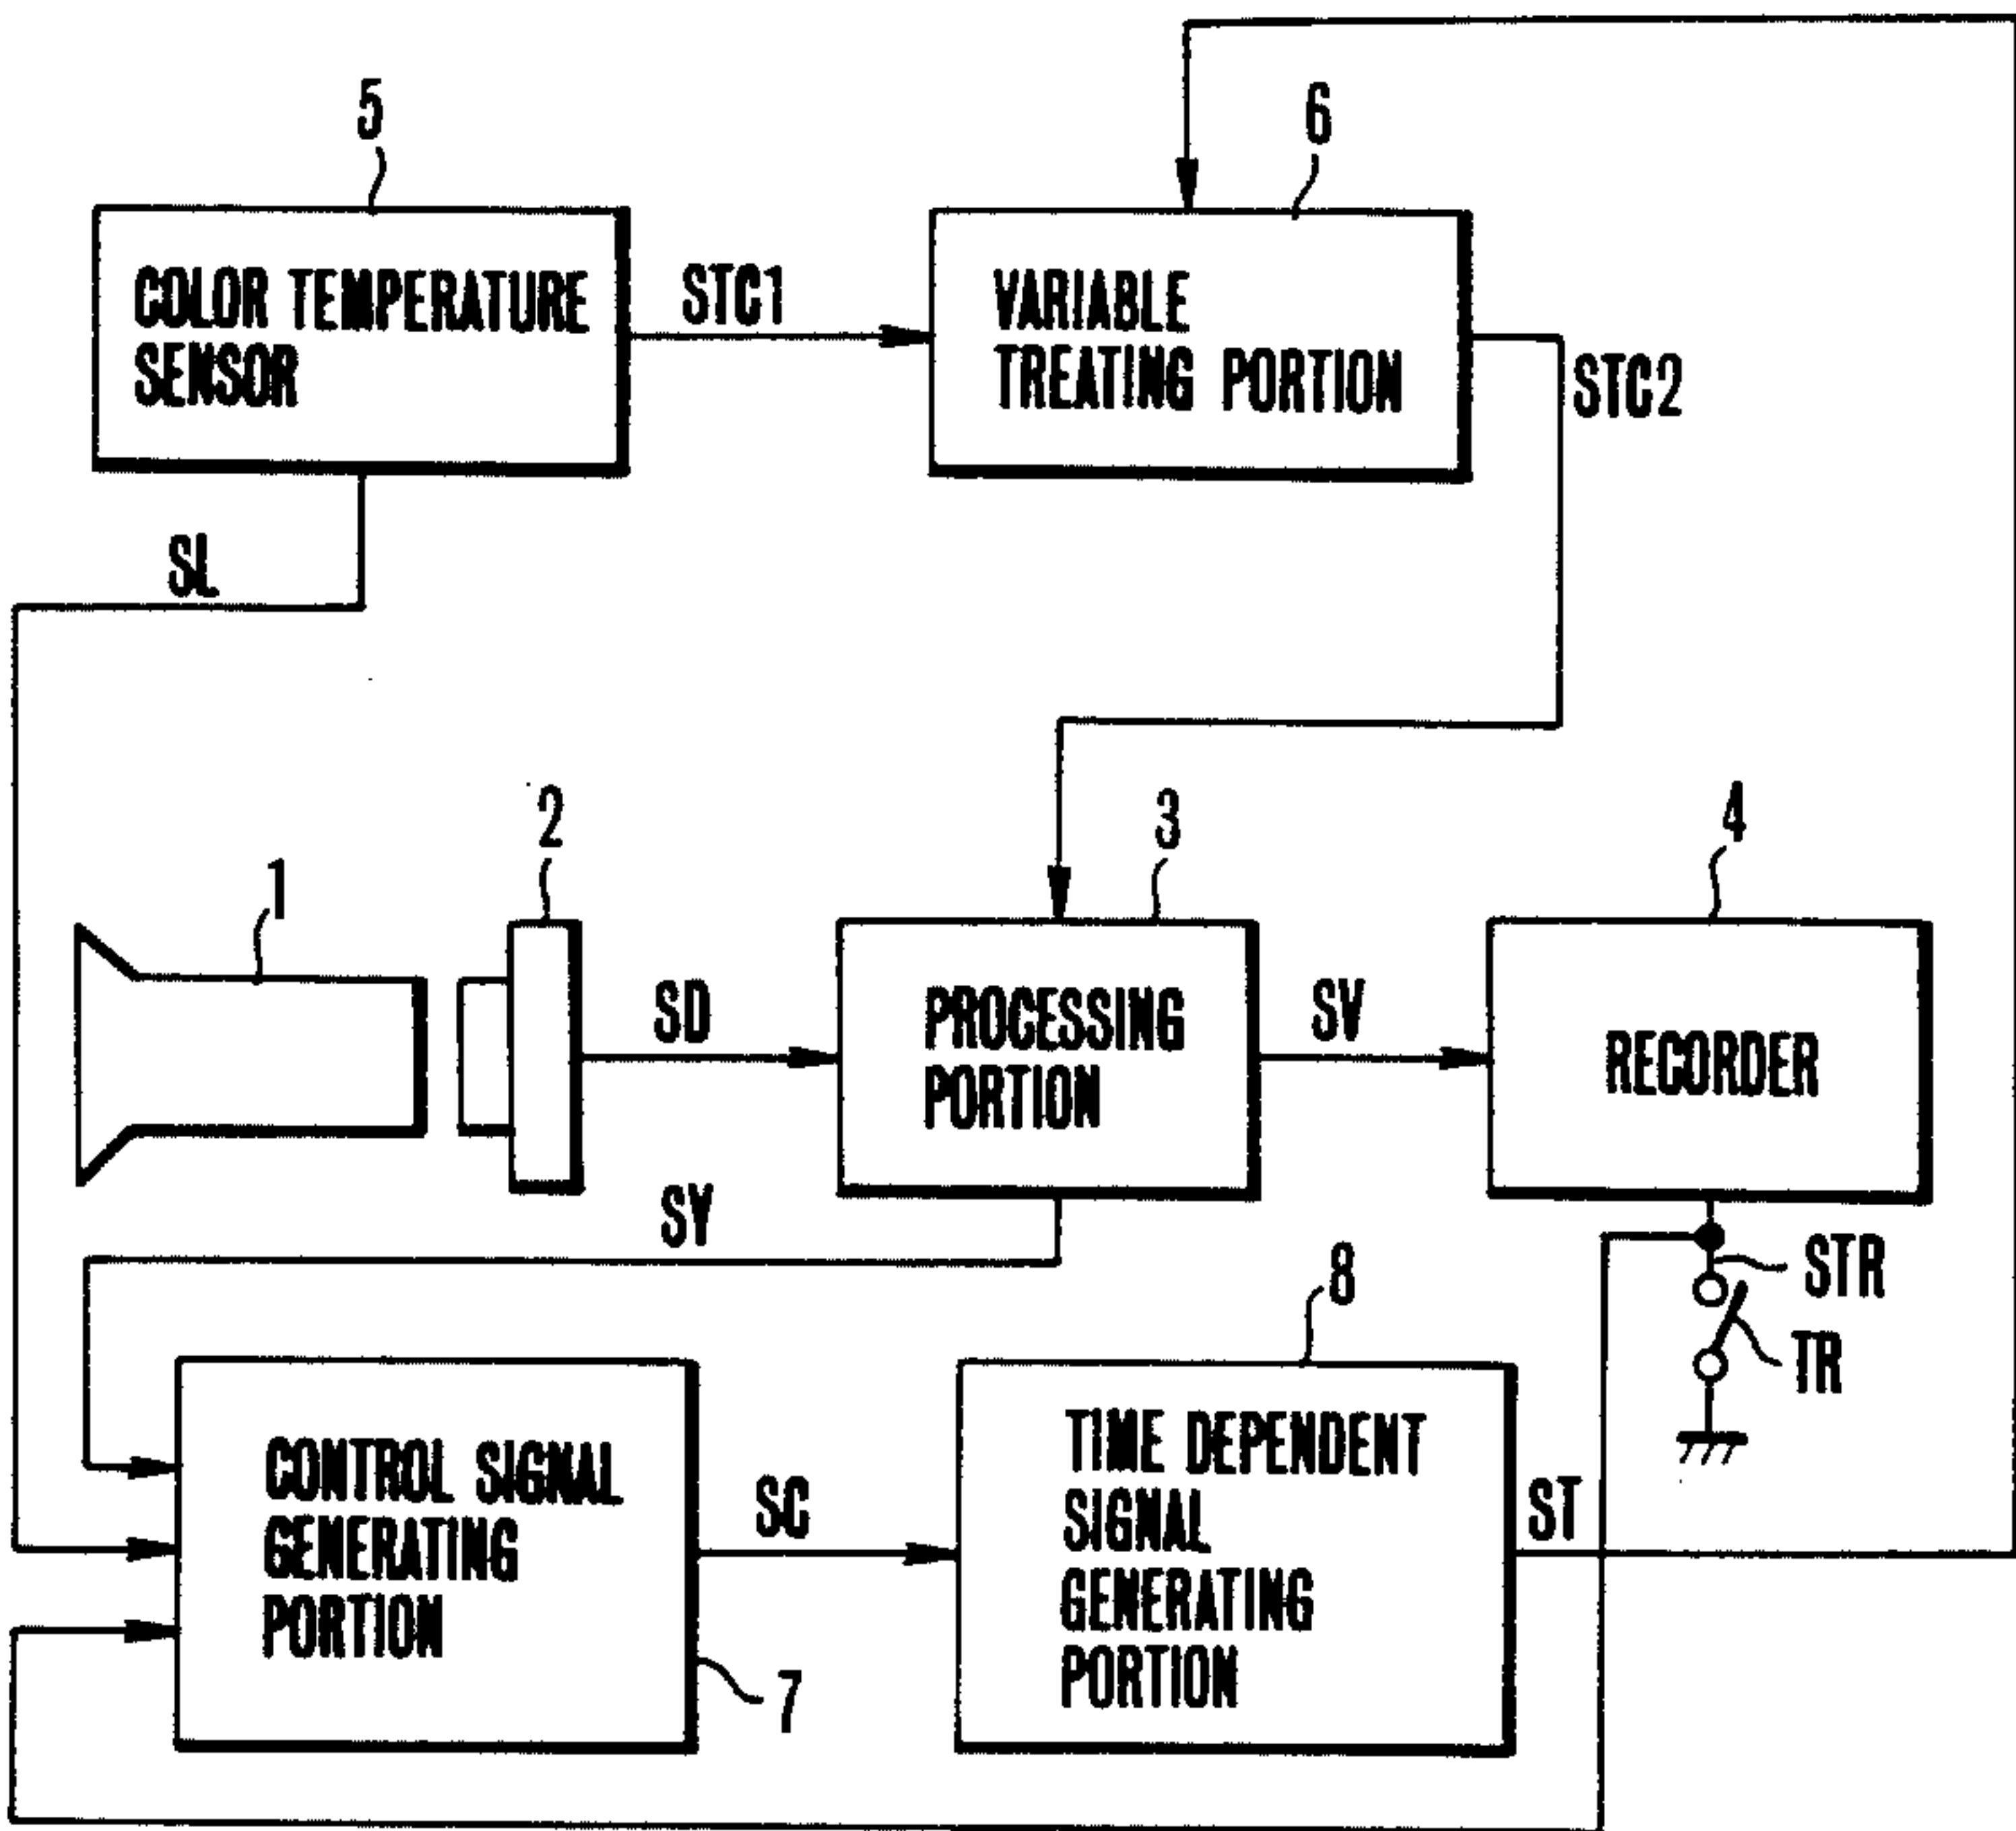 5
6
COLOR TEMPERATURE
SENSOR
STC1
VARIABLE
TREATING PORTION
STC2
SL
1
2
3
4
SD
PROCESSING
PORTION
SV
RECORDER
SY
STR
TR
8
CONTROL SIGNAL
GENERATING
PORTION
7
SC
TIME DEPENDENT
SIGNAL
GENERATING
PORTION
ST